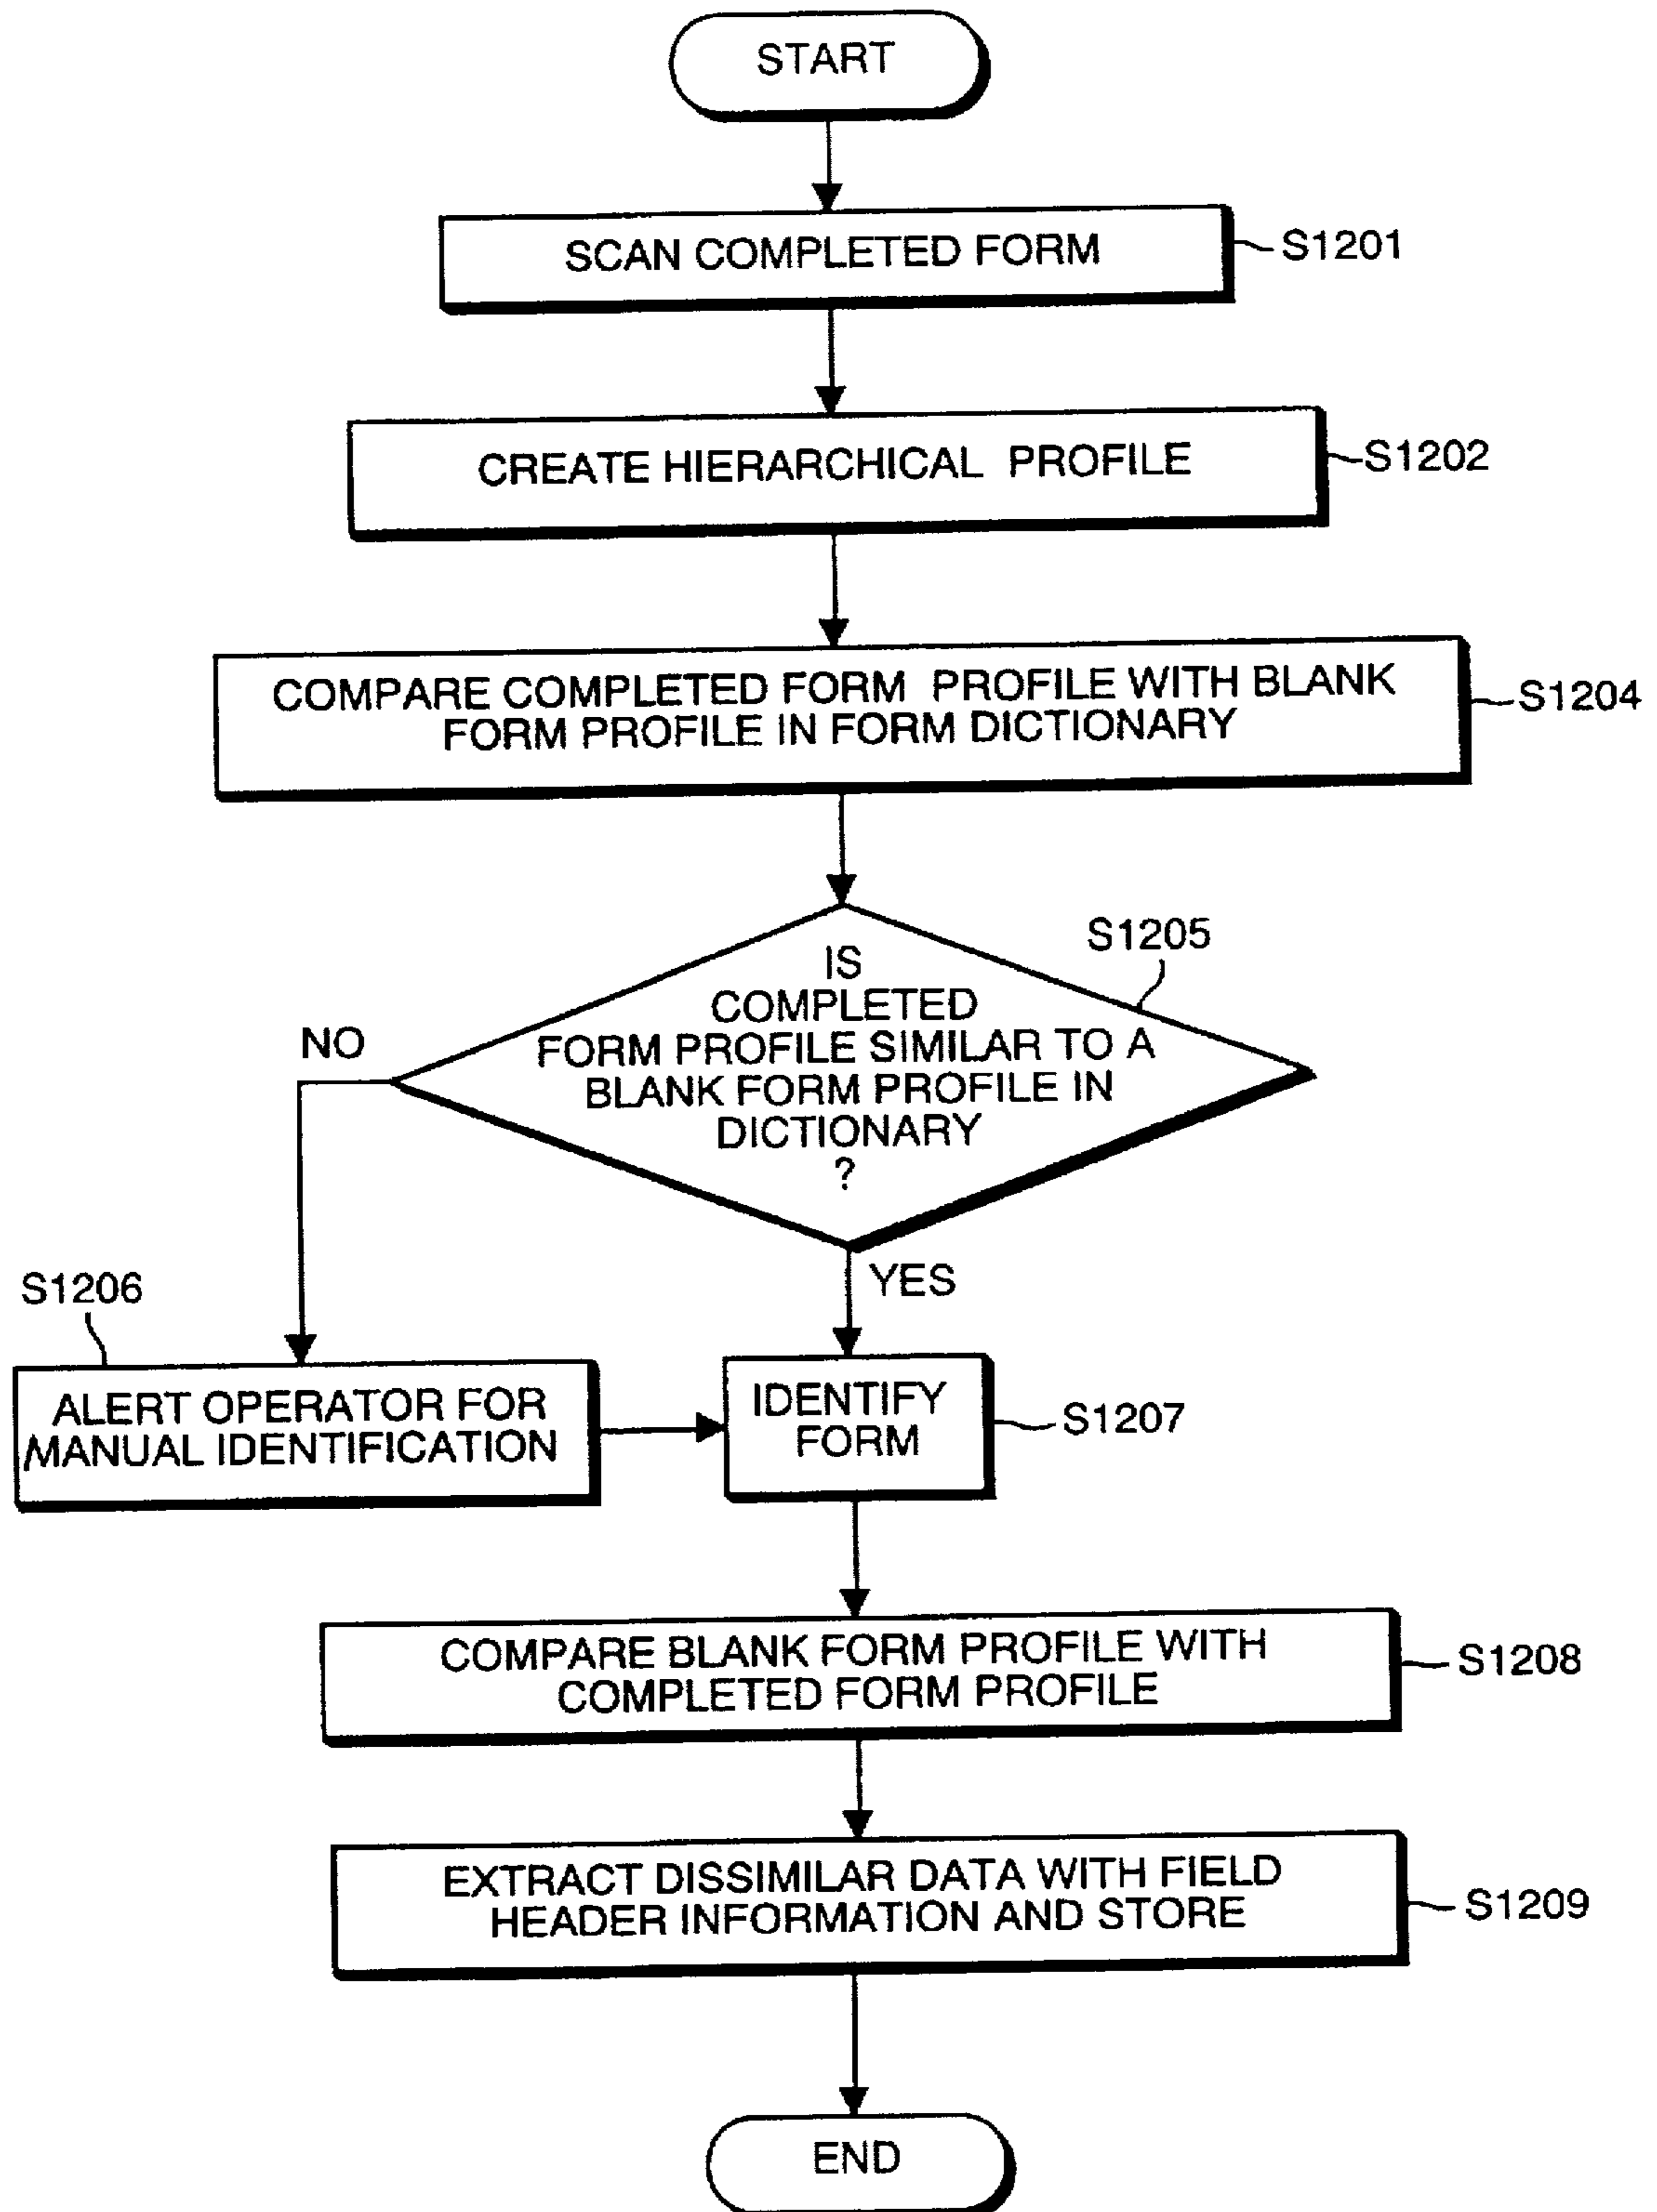 START
SCAN COMPLETED FORM
S1201
CREATE HIERARCHICAL PROFILE
S1202
COMPARE COMPLETED FORM PROFILE WITH BLANK
FORM PROFILE IN FORM DICTIONARY
S1204
S1205
IS
COMPLETED
FORM PROFILE SIMILAR TO A
BLANK FORM PROFILE IN
DICTIONARY
?
NO
YES
S1206
ALERT OPERATOR FOR
MANUAL IDENTIFICATION
IDENTIFY
FORM
S1207
COMPARE BLANK FORM PROFILE WITH
COMPLETED FORM PROFILE
S1208
EXTRACT DISSIMILAR DATA WITH FIELD
HEADER INFORMATION AND STORE
S1209
END